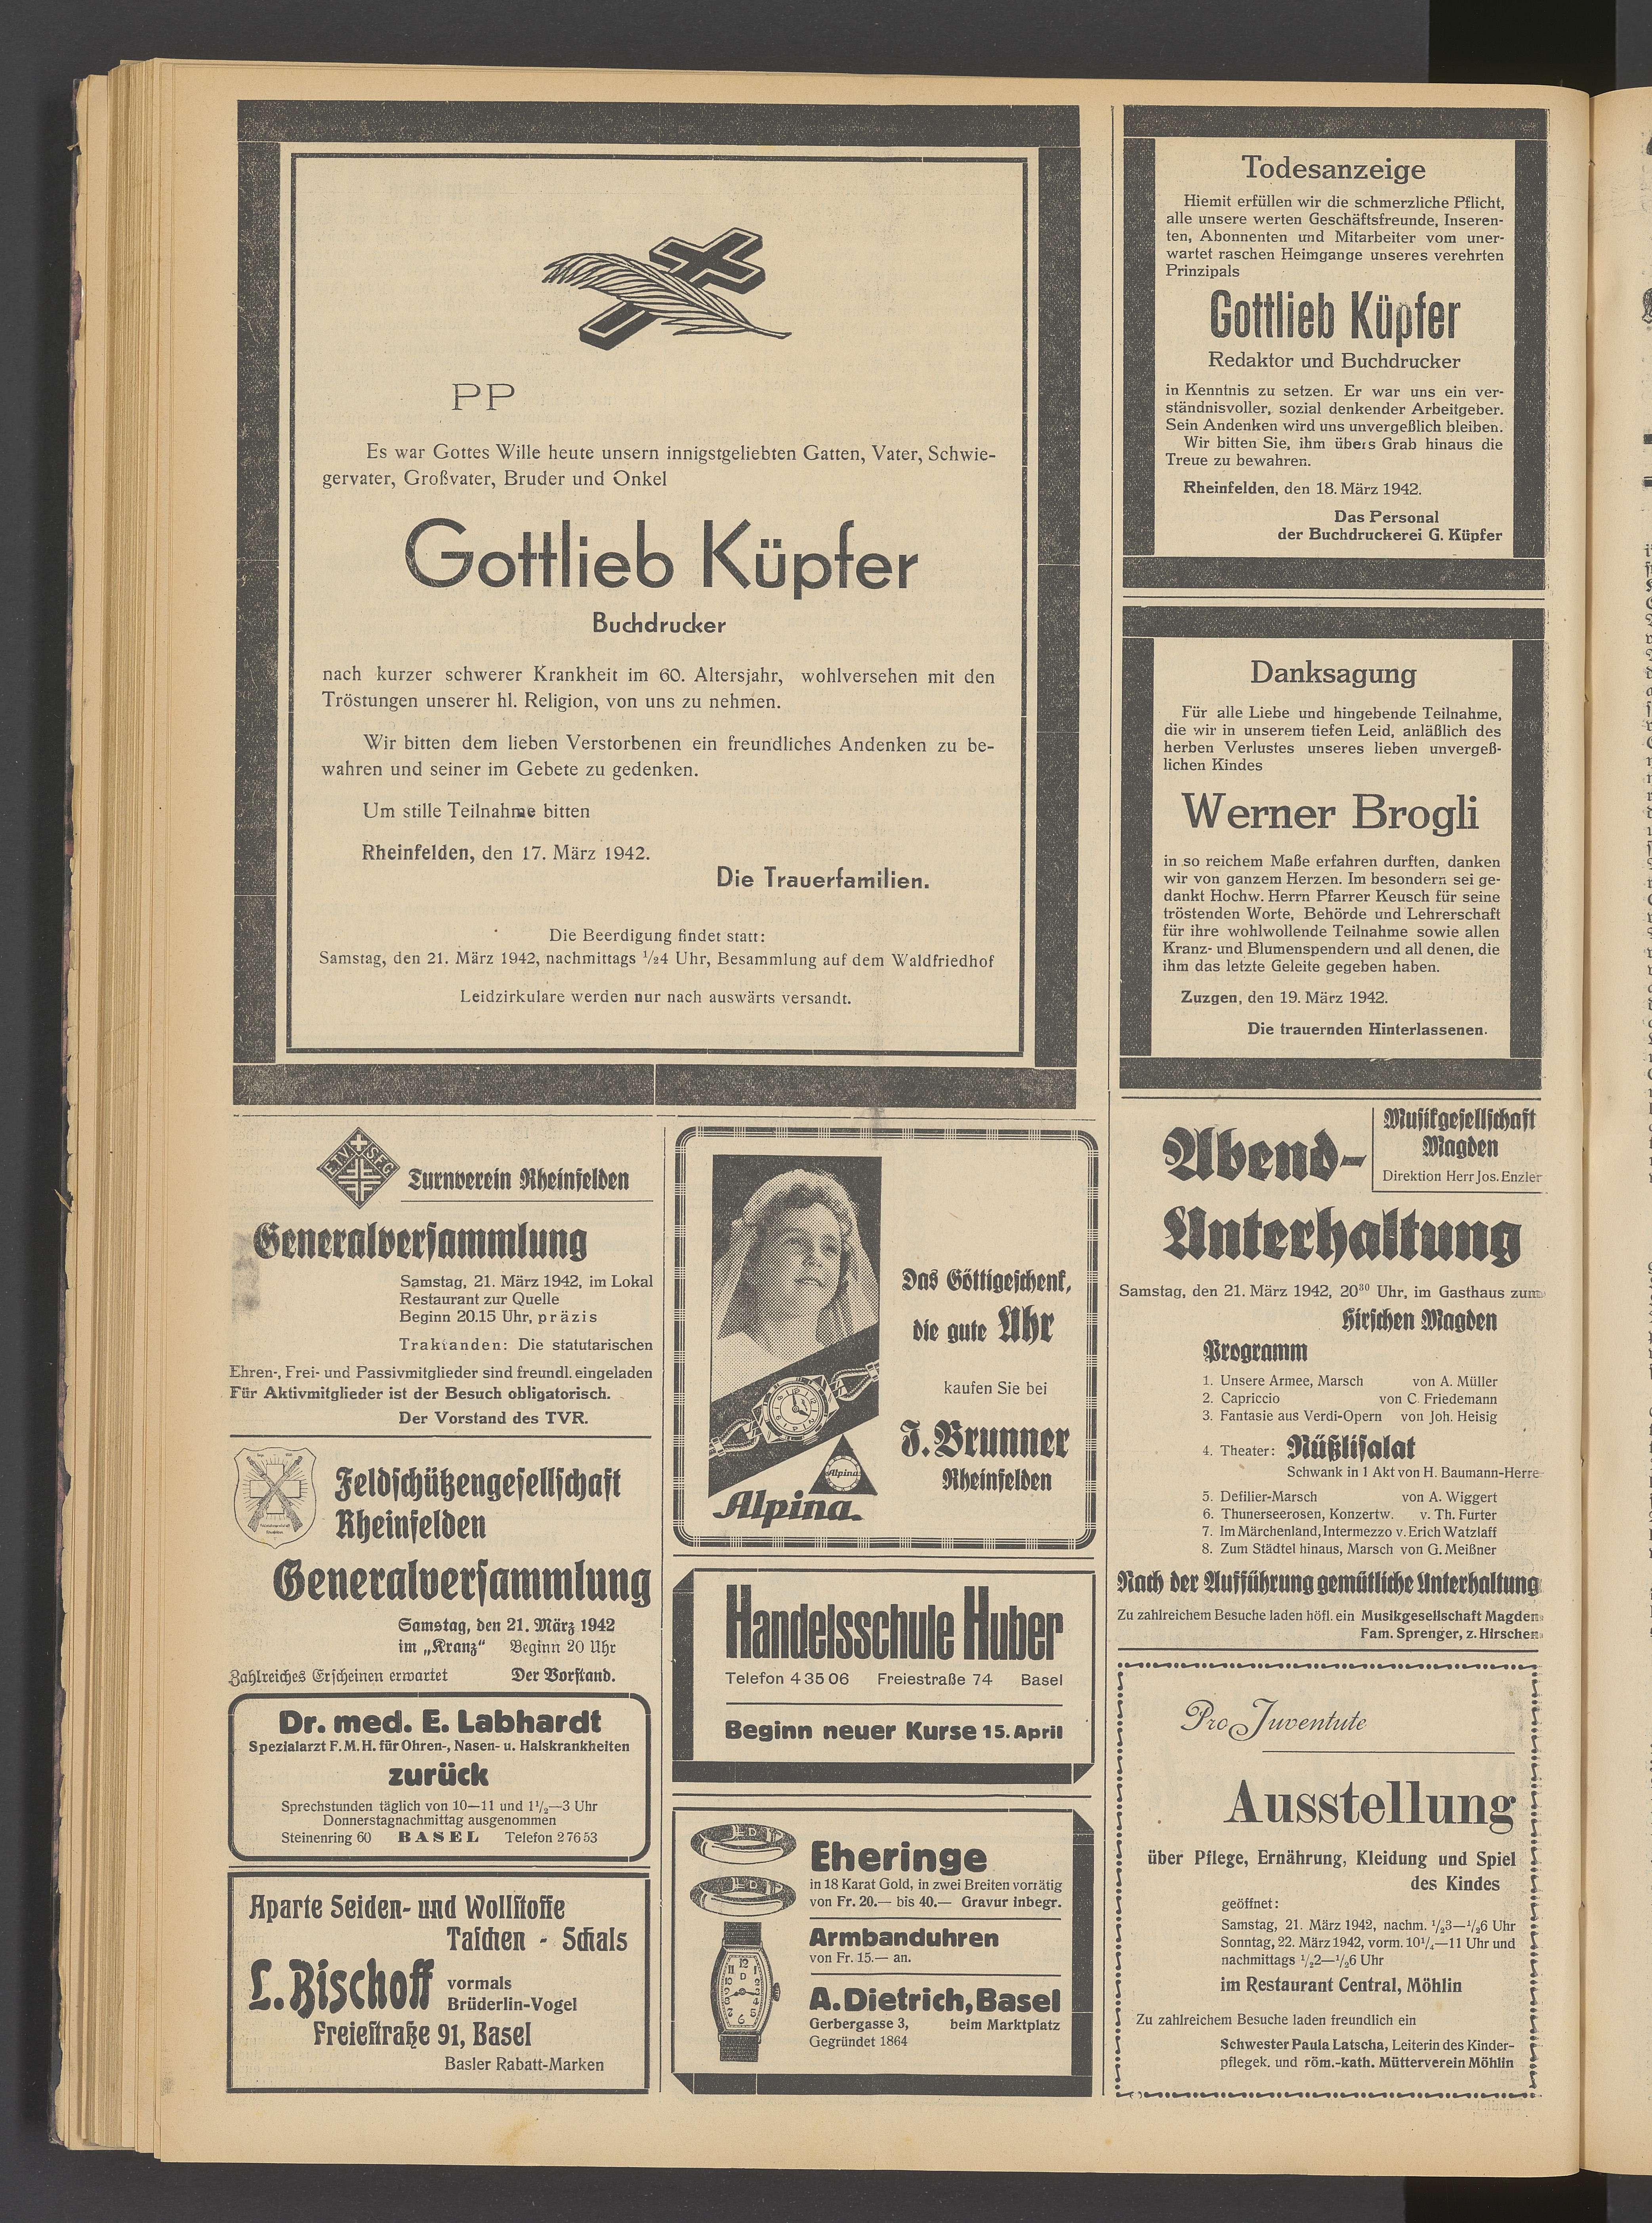 PP
Es war Gottes Wille heute unsern innigstgeliebten Gatten, Vater, Schwie-
gervater, Großvater, Bruder und Onkel
Gottlieb Küpfer
Buchdrucker
nach kurzer schwerer Krankheit im 60. Altersjahr, wohlversehen mit den
Tröstungen unserer hl. Religion, von uns zu nehmen.
Wir bitten dem lieben Verstorbenen ein freundliches Andenken zu be-
wahren und seiner im Gebete zu gedenken.
Um stille Teilnahme bitten
Rheinfelden, den 17. März 1942.
Die Trauerfamilien.
Die Beerdigung findet statt:
Samstag, den 21. März 1942, nachmittags ½4 Uhr, Besammlung auf dem Waldfriedhof
Leidzirkulare werden nur nach auswärts versandt.
Todesanzeige
Hiemit erfüllen wir die schmerzliche Pflicht,
alle unsere werten Geschäftsfreunde, Inseren-
ten, Abonnenten und Mitarbeiter vom uner-
wartet raschen Heimgange unseres verehrten
Prinzipals
Gottlieb Küpfer
Redaktor und Buchdrucker
in Kenntnis zu setzen. Er war uns ein ver-
ständnisvoller, sozial denkender Arbeitgeber.
Sein Andenken wird uns unvergeßlich bleiben.
Wir bitten Sie, ihm übers Grab hinaus die
Treue zu bewahren.
Rheinfelden, den 18. März 1942.
Das Personal
der Buchdruckerei G. Küpfer
Danksagung
Für alle Liebe und hingebende Teilnahme,
die wir in unserem tiefen Leid, anläßlich des
herben Verlustes unseres lieben unvergeß-
lichen Kindes
Werner Brogli
in so reichem Maße erfahren durften, danken
wir von ganzem Herzen. Im besondern sei ge-
dankt Hochw. Herrn Pfarrer Keusch für seine
tröstenden Worte, Behörde und Lehrerschaft
für ihre wohlwollende Teilnahme sowie allen
Kranz- und Blumenspendern und all denen, die
ihm das letzte Geleite gegeben haben.
Zuzgen, den 19. März 1942.
Die trauernden Hinterlassenen.
E.T.V. S.F.G.
Turnverein Rheinfelden
Generalversammlung
Samstag, 21. März 1942, im Lokal
Restaurant zur Quelle
Beginn 20.15 Uhr, präzis
Traktanden: Die statutarischen
Ehren-, Frei- und Passivmitglieder sind freundl. eingeladen
Für Aktivmitglieder ist der Besuch obligatorisch.
Der Vorstand des TVR.
Feldschützengesellschaft
Rheinfelden
Generalversammlung
Samstag, den 21. März 1942
im „Kranz“ Beginn 20 Uhr
Zahlreiches Erscheinen erwartet Der Vorstand.
Dr. med. E. Labhardt
Spezialarzt F.M.H. für Ohren-, Nasen- u. Halskrankheiten
zurück
Sprechstunden täglich von 10—11 und 1½—3 Uhr
Donnerstagnachmittag ausgenommen
Steinenring 60 BASEL Telefon 27653
Aparte Seiden- und Wollstoffe
Taschen - Schals
L. Bischoff
vormals
Brüderlin-Vogel
Freiestraße 91, Basel
Basler Rabatt-Marken
Das Göttigeschenk,
die gute Uhr
kaufen Sie bei
J. Brunner
Rheinfelden
Alpina
Alpina
Handelsschule Huber
Telefon 43506 Freiestraße 74 Basel
Beginn neuer Kurse 15. April
Eheringe
in 18 Karat Gold, in zwei Breiten vorrätig
von Fr. 20.— bis 40.— Gravur inbegr.
Armbanduhren
von Fr. 15.— an.
A. Dietrich, Basel
Gerbergasse 3, beim Marktplatz
Gegründet 1864
Abend-
Musikgesellschaft
Magden
Direktion Herr Jos. Enzler
Unterhaltung
Samstag, den 21. März 1942, 20³⁰ Uhr, im Gasthaus zum
Hirschen Magden
Programm
1. Unsere Armee, Marsch von A. Müller
2. Capriccio von C. Friedemann
3. Fantasie aus Verdi-Opern von Joh. Heisig
4. Theater: Nüßlisalat
Schwank in 1 Akt von H. Baumann-Herre
5. Defilier-Marsch von A. Wiggert
6. Thunerseerosen, Konzertw. v. Th. Furter
7. Im Märchenland, Intermezzo v. Erich Watzlaff
8. Zum Städtel hinaus, Marsch von G. Meißner
Nach der Aufführung gemütliche Unterhaltung
Zu zahlreichem Besuche laden höfl. ein Musikgesellschaft Magden
Fam. Sprenger, z. Hirschen
Pro Juventute
Ausstellung
über Pflege, Ernährung, Kleidung und Spiel
des Kindes
geöffnet:
Samstag, 21. März 1942, nachm. ½3—½6 Uhr
Sonntag, 22. März 1942, vorm. 10¼—11 Uhr und
nachmittags ½2—½6 Uhr
im Restaurant Central, Möhlin
Zu zahlreichem Besuche laden freundlich ein
Schwester Paula Latscha, Leiterin des Kinder-
pflegek. und röm.-kath. Mütterverein Möhlin